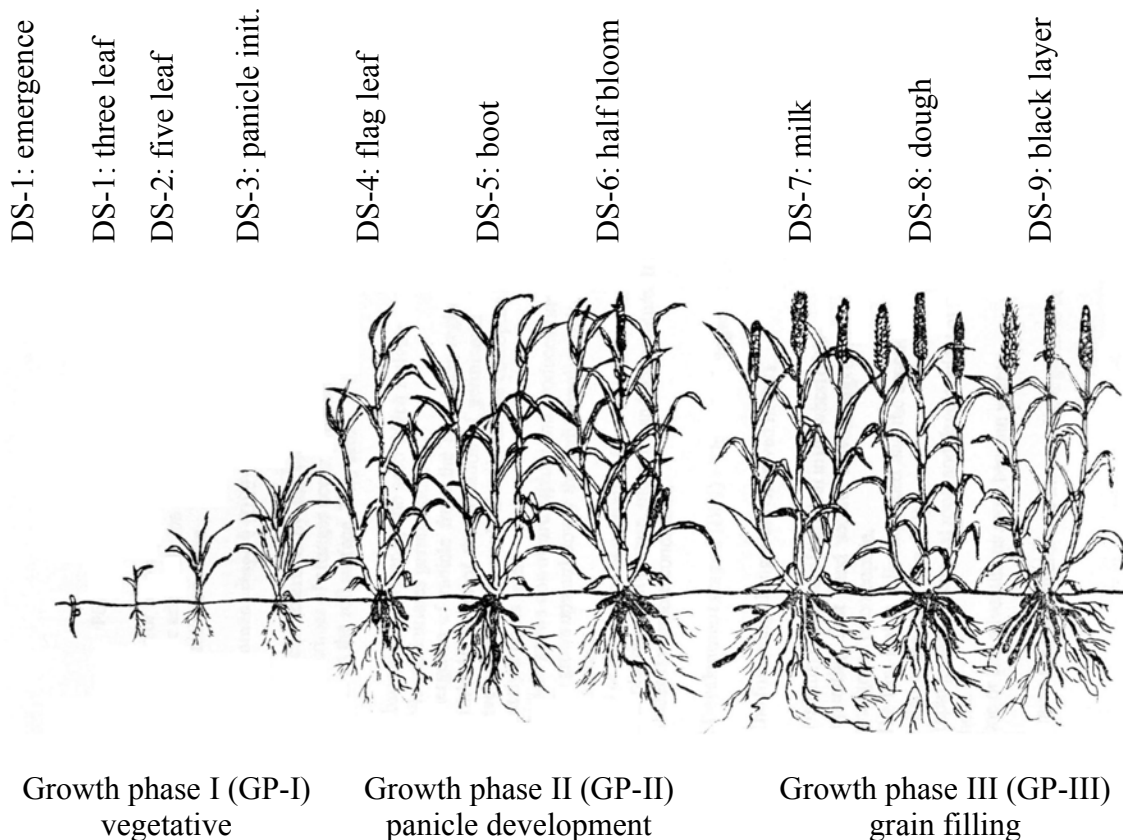 DS-1: emergence
DS-1: three leaf
DS-2: five leaf
DS-3: panicle init.
DS-4: flag leaf
DS-5: boot
DS-6: half bloom
DS-7: milk
DS-8: dough
DS-9: black layer
Growth phase I (GP-I)
vegetative
Growth phase II (GP-II)
panicle development
Growth phase III (GP-III)
grain filling